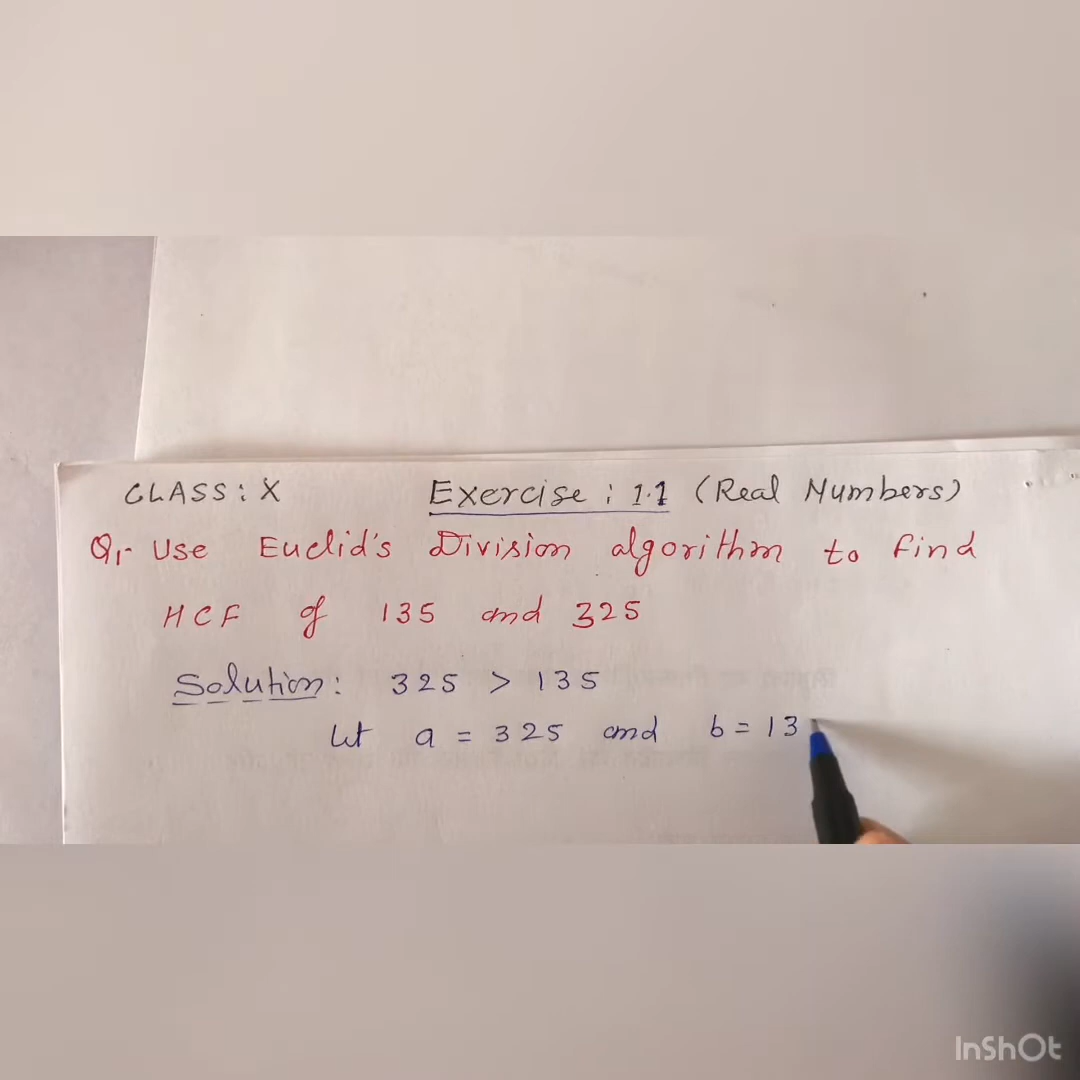 CLASS: X Exercise: 1.1 (Real Numbers)
Q1- Use Euclid's Division algorithm to find
HCF of 135 and 325
Solution: 325 > 135
Let a = 325 and b = 13
InShOt